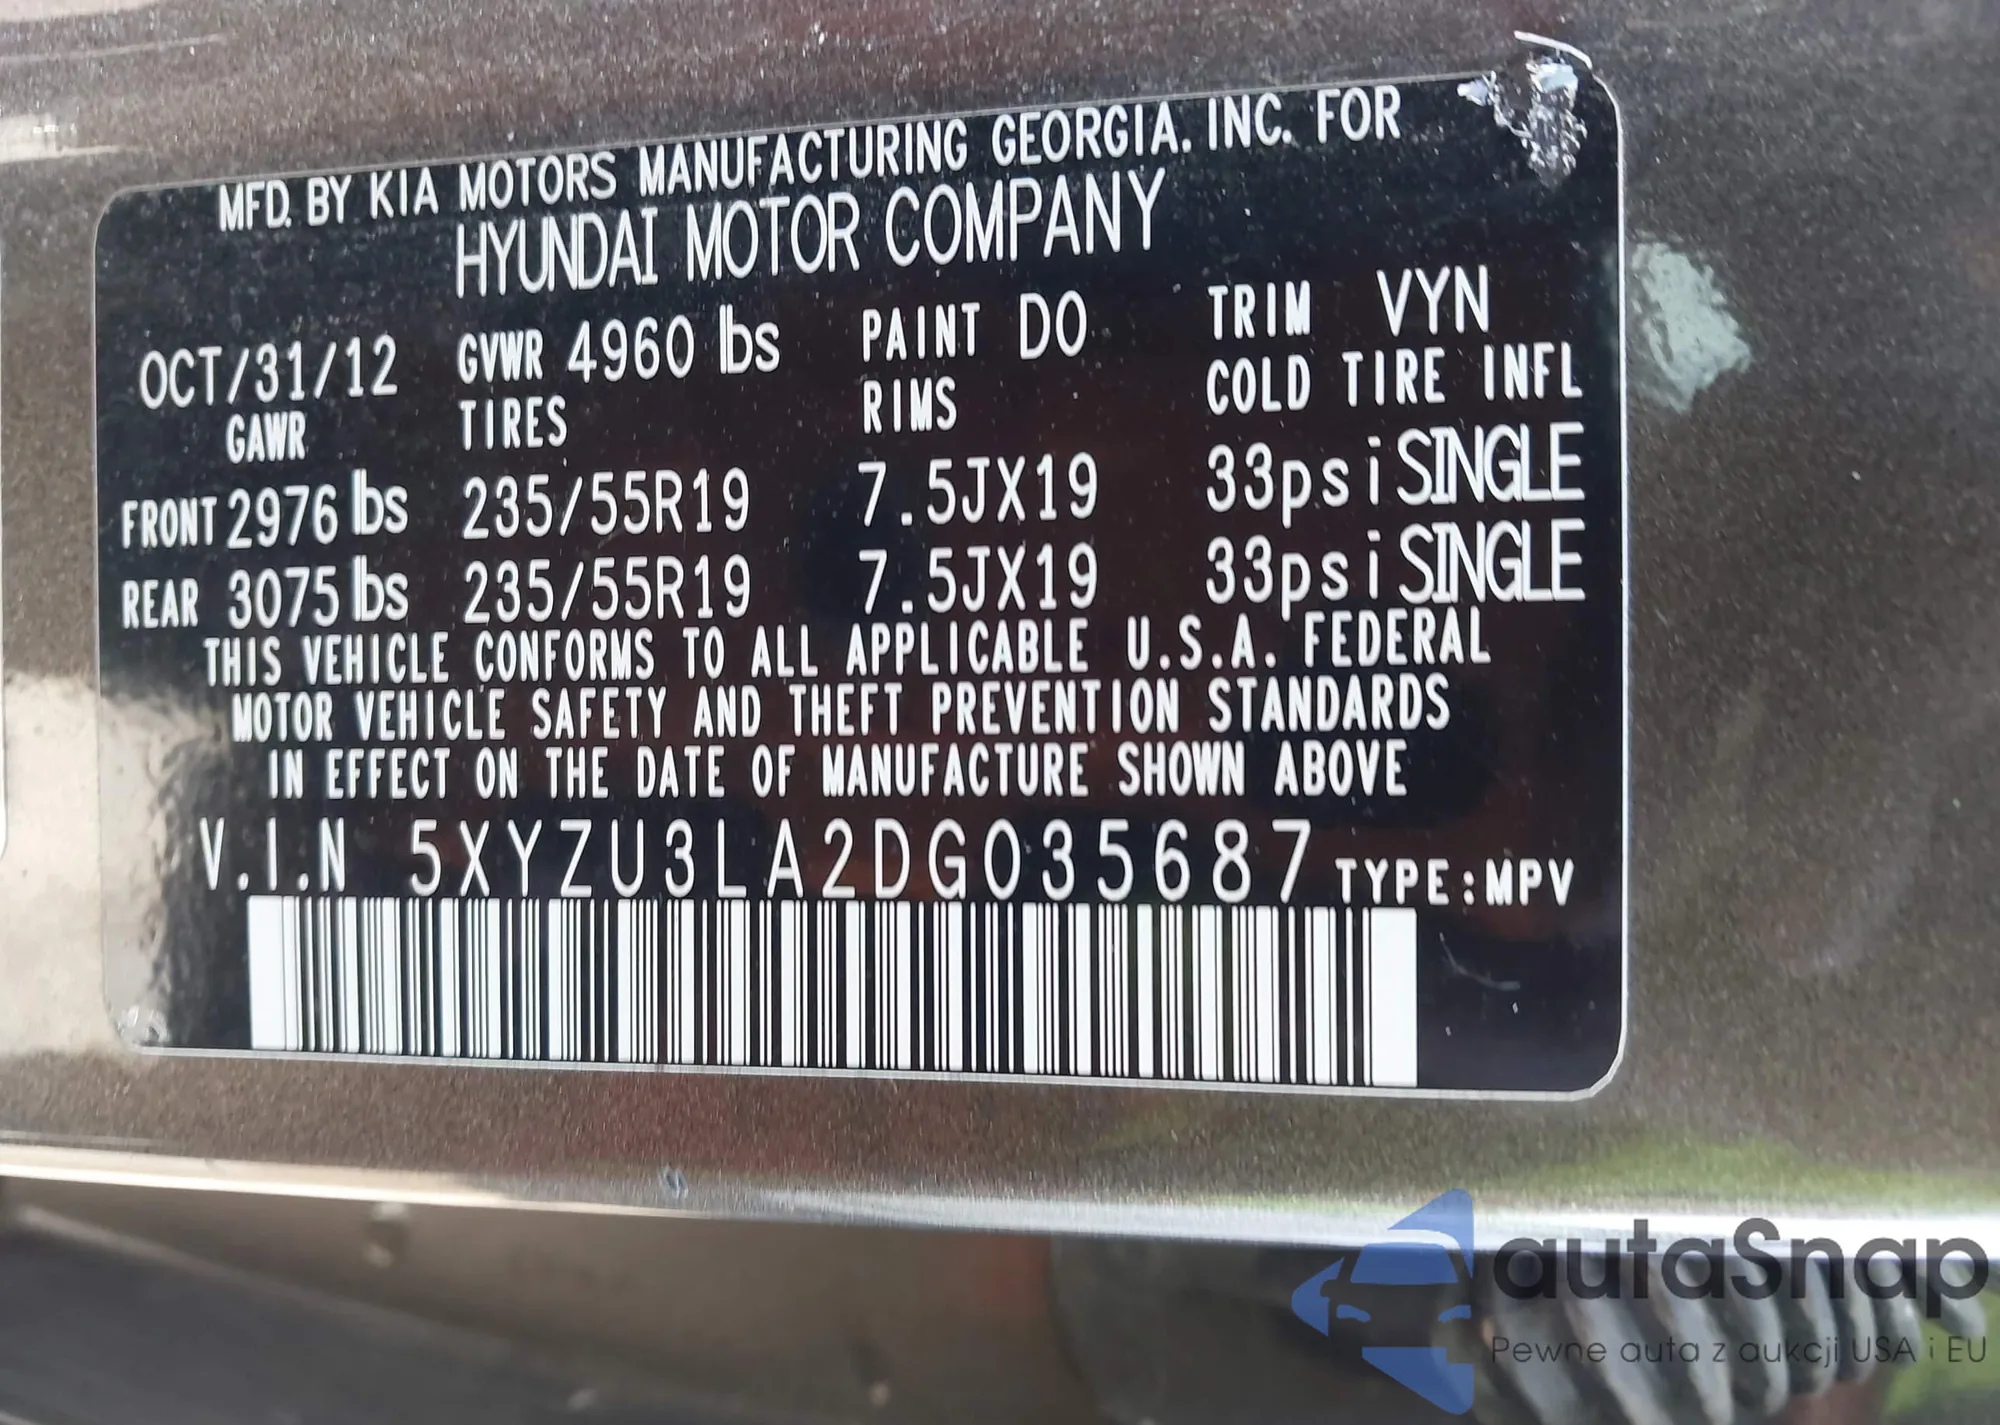 MFD. BY KIA MOTORS MANUFACTURING GEORGIA. INC. FOR
HYUNDAI MOTOR COMPANY
OCT/31/12 GVWR 4960 lbs PAINT DO TRIM VYN
GAWR TIRES RIMS COLD TIRE INFL
FRONT 2976 lbs 235/55R19 7.5JX19 33psi SINGLE
REAR 3075 lbs 235/55R19 7.5JX19 33psi SINGLE
THIS VEHICLE CONFORMS TO ALL APPLICABLE U.S.A. FEDERAL
MOTOR VEHICLE SAFETY AND THEFT PREVENTION STANDARDS
IN EFFECT ON THE DATE OF MANUFACTURE SHOWN ABOVE
V.I.N 5XYZU3LA2DG035687 TYPE:MPV
autaSnap
Pewne auta z aukcji USA i EU